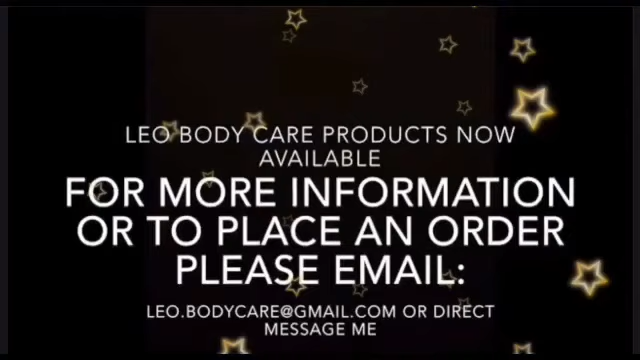 LEO BODY CARE PRODUCTS NOW
AVAILABLE
FOR MORE INFORMATION
OR TO PLACE AN ORDER
PLEASE EMAIL:
LEO.BODYCARE@GMAIL.COM OR DIRECT
MESSAGE ME